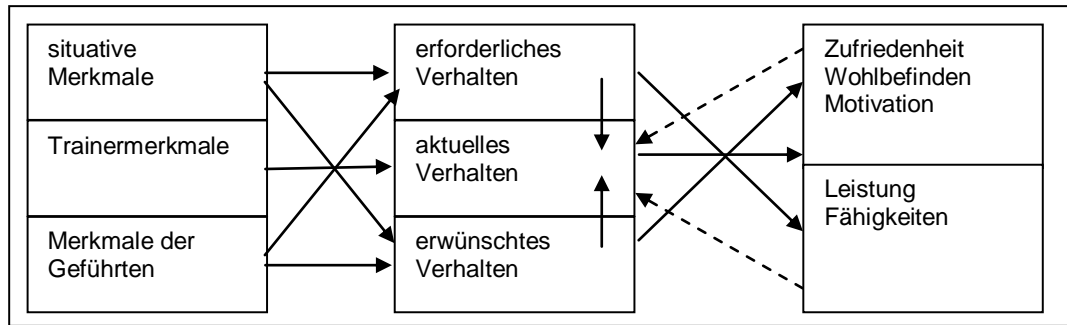 situative
Merkmale
Trainermerkmale
Merkmale der
Geführten
erforderliches
Verhalten
aktuelles
Verhalten
erwünschtes
Verhalten
Zufriedenheit
Wohlbefinden
Motivation
Leistung
Fähigkeiten